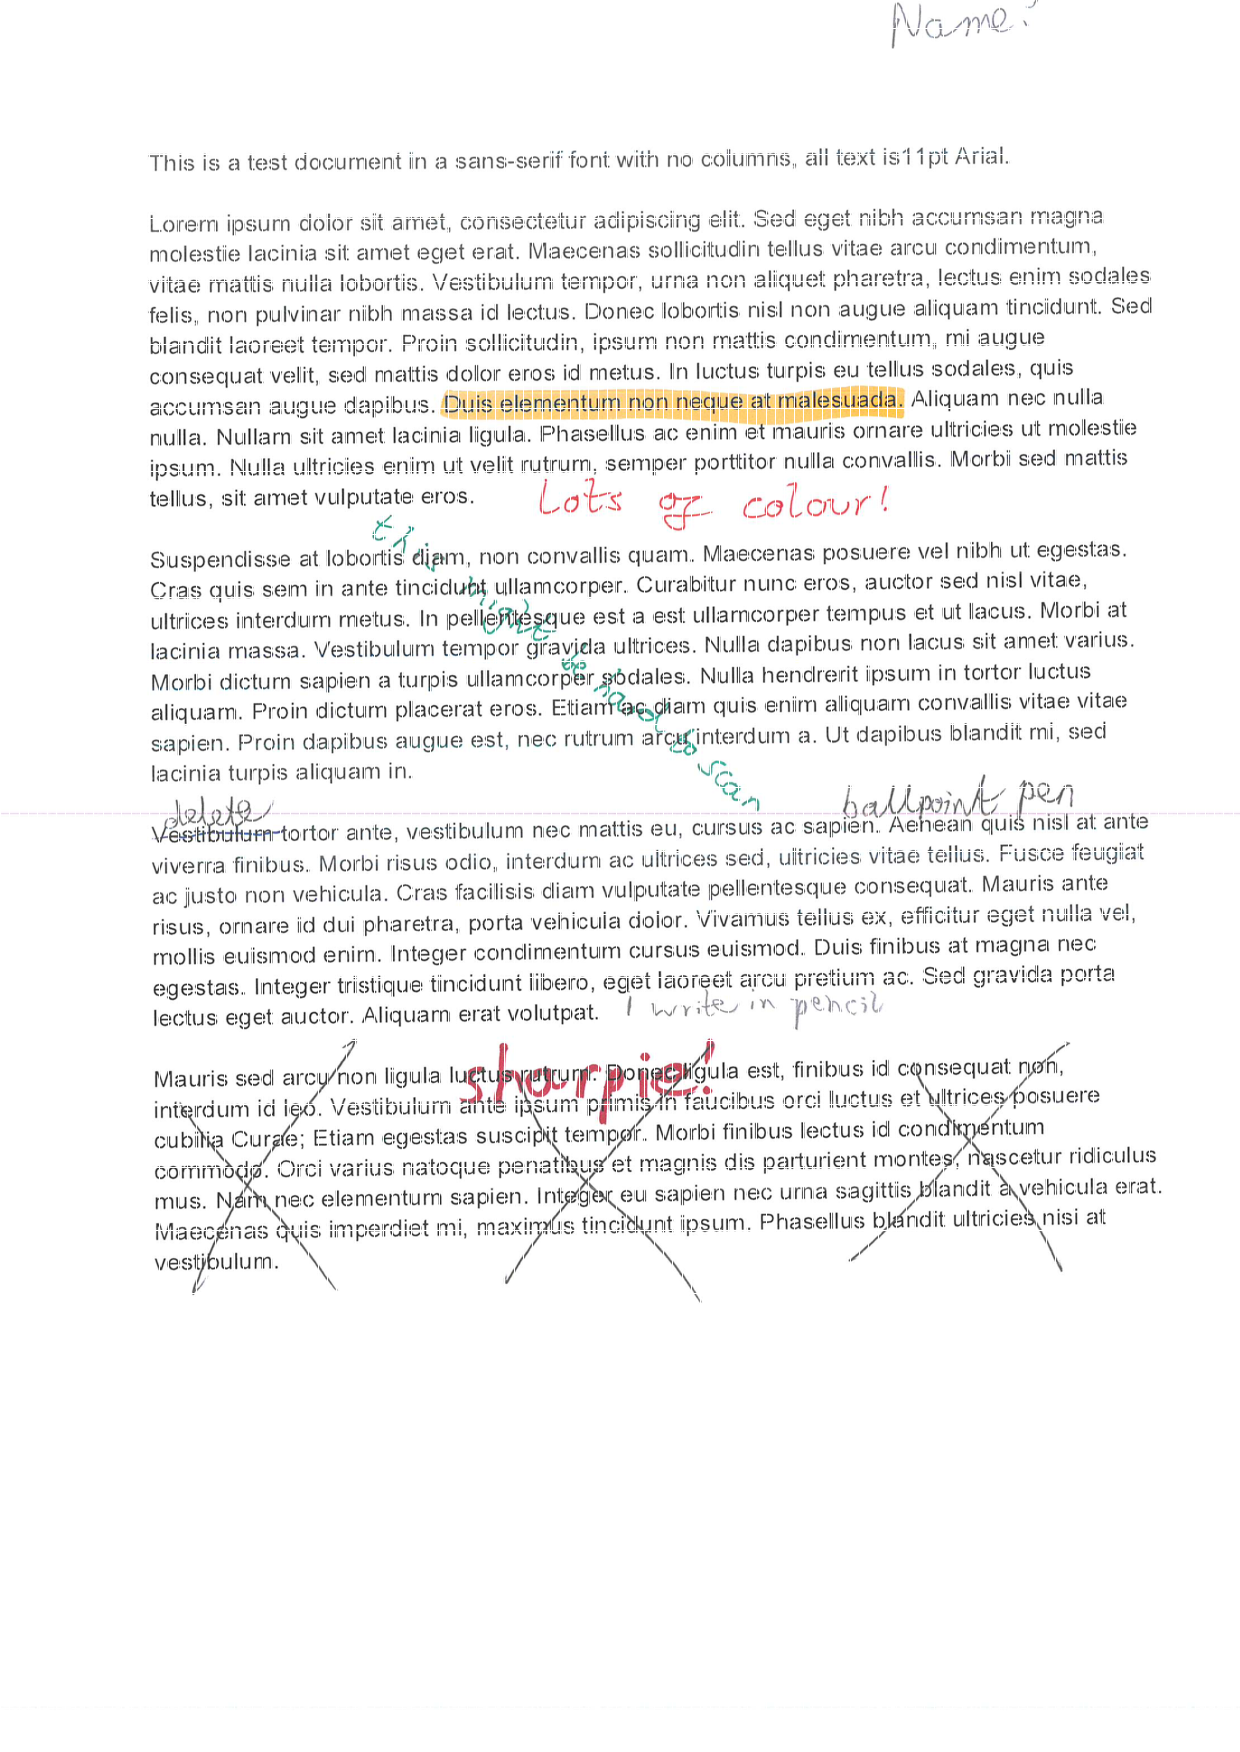 Name:
This is a test document in a sans-serif font with no columns, all text is11pt Arial.
Lorem ipsum dolor sit amet, consectetur adipiscing elit. Sed eget nibh accumsan magna
molestie lacinia sit amet eget erat. Maecenas sollicitudin tellus vitae arcu condimentum,
vitae mattis nulla lobortis. Vestibulum tempor, urna non aliquet pharetra, lectus enim sodales
felis, non pulvinar nibh massa id lectus. Donec lobortis nisl non augue aliquam tincidunt. Sed
blandit laoreet tempor. Proin sollicitudin, ipsum non mattis condimentum, mi augue
consequat velit, sed mattis dolor eros id metus. In luctus turpis eu tellus sodales, quis
accumsan augue dapibus. Duis elementum non neque at malesuada. Aliquam nec nulla
nulla. Nullam sit amet lacinia ligula. Phasellus ac enim et mauris ornare ultricies ut molestie
ipsum. Nulla ultricies enim ut velit rutrum, semper porttitor nulla convallis. Morbi sed mattis
tellus, sit amet vulputate eros.
Lots of colour!
this might be hard to scan
Suspendisse at lobortis diam, non convallis quam. Maecenas posuere vel nibh ut egestas.
Cras quis sem in ante tincidunt ullamcorper. Curabitur nunc eros, auctor sed nisl vitae,
ultrices interdum metus. In pellentesque est a est ullamcorper tempus et ut lacus. Morbi at
lacinia massa. Vestibulum tempor gravida ultrices. Nulla dapibus non lacus sit amet varius.
Morbi dictum sapien a turpis ullamcorper sodales. Nulla hendrerit ipsum in tortor luctus
aliquam. Proin dictum placerat eros. Etiam ac diam quis enim aliquam convallis vitae vitae
sapien. Proin dapibus augue est, nec rutrum arcu interdum a. Ut dapibus blandit mi, sed
lacinia turpis aliquam in.
delete
ballpoint pen
Vestibulum tortor ante, vestibulum nec mattis eu, cursus ac sapien. Aenean quis nisl at ante
viverra finibus. Morbi risus odio, interdum ac ultrices sed, ultricies vitae tellus. Fusce feugiat
ac justo non vehicula. Cras facilisis diam vulputate pellentesque consequat. Mauris ante
risus, ornare id dui pharetra, porta vehicula dolor. Vivamus tellus ex, efficitur eget nulla vel,
mollis euismod enim. Integer condimentum cursus euismod. Duis finibus at magna nec
egestas. Integer tristique tincidunt libero, eget laoreet arcu pretium ac. Sed gravida porta
lectus eget auctor. Aliquam erat volutpat.
I write in pencil
sharpie!
Mauris sed arcu non ligula luctus rutrum. Donec ligula est, finibus id consequat non,
interdum id leo. Vestibulum ante ipsum primis in faucibus orci luctus et ultrices posuere
cubilia Curae; Etiam egestas suscipit tempor. Morbi finibus lectus id condimentum
commodo. Orci varius natoque penatibus et magnis dis parturient montes, nascetur ridiculus
mus. Nam nec elementum sapien. Integer eu sapien nec urna sagittis blandit a vehicula erat.
Maecenas quis imperdiet mi, maximus tincidunt ipsum. Phasellus blandit ultricies nisi at
vestibulum.